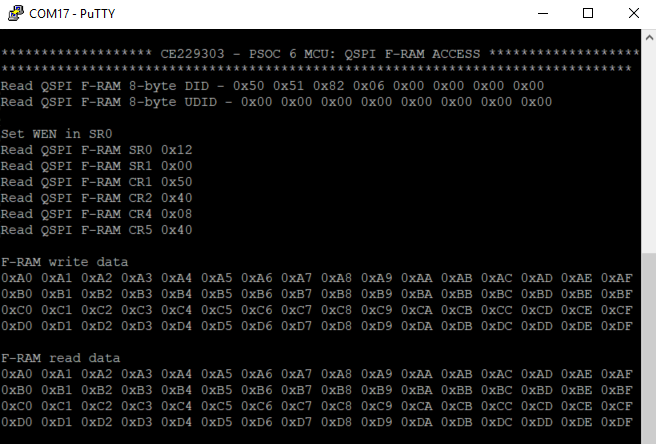 COM17 - PuTTY
******************* CE229303 - PSOC 6 MCU: QSPI F-RAM ACCESS *******************
*******************************************************************************
Read QSPI F-RAM 8-byte DID - 0x50 0x51 0x82 0x06 0x00 0x00 0x00 0x00
Read QSPI F-RAM 8-byte UDID - 0x00 0x00 0x00 0x00 0x00 0x00 0x00 0x00
Set WEN in SR0
Read QSPI F-RAM SR0 0x12
Read QSPI F-RAM SR1 0x00
Read QSPI F-RAM CR1 0x50
Read QSPI F-RAM CR2 0x40
Read QSPI F-RAM CR4 0x08
Read QSPI F-RAM CR5 0x40
F-RAM write data
0xA0 0xA1 0xA2 0xA3 0xA4 0xA5 0xA6 0xA7 0xA8 0xA9 0xAA 0xAB 0xAC 0xAD 0xAE 0xAF
0xB0 0xB1 0xB2 0xB3 0xB4 0xB5 0xB6 0xB7 0xB8 0xB9 0xBA 0xBB 0xBC 0xBD 0xBE 0xBF
0xC0 0xC1 0xC2 0xC3 0xC4 0xC5 0xC6 0xC7 0xC8 0xC9 0xCA 0xCB 0xCC 0xCD 0xCE 0xCF
0xD0 0xD1 0xD2 0xD3 0xD4 0xD5 0xD6 0xD7 0xD8 0xD9 0xDA 0xDB 0xDC 0xDD 0xDE 0xDF
F-RAM read data
0xA0 0xA1 0xA2 0xA3 0xA4 0xA5 0xA6 0xA7 0xA8 0xA9 0xAA 0xAB 0xAC 0xAD 0xAE 0xAF
0xB0 0xB1 0xB2 0xB3 0xB4 0xB5 0xB6 0xB7 0xB8 0xB9 0xBA 0xBB 0xBC 0xBD 0xBE 0xBF
0xC0 0xC1 0xC2 0xC3 0xC4 0xC5 0xC6 0xC7 0xC8 0xC9 0xCA 0xCB 0xCC 0xCD 0xCE 0xCF
0xD0 0xD1 0xD2 0xD3 0xD4 0xD5 0xD6 0xD7 0xD8 0xD9 0xDA 0xDB 0xDC 0xDD 0xDE 0xDF